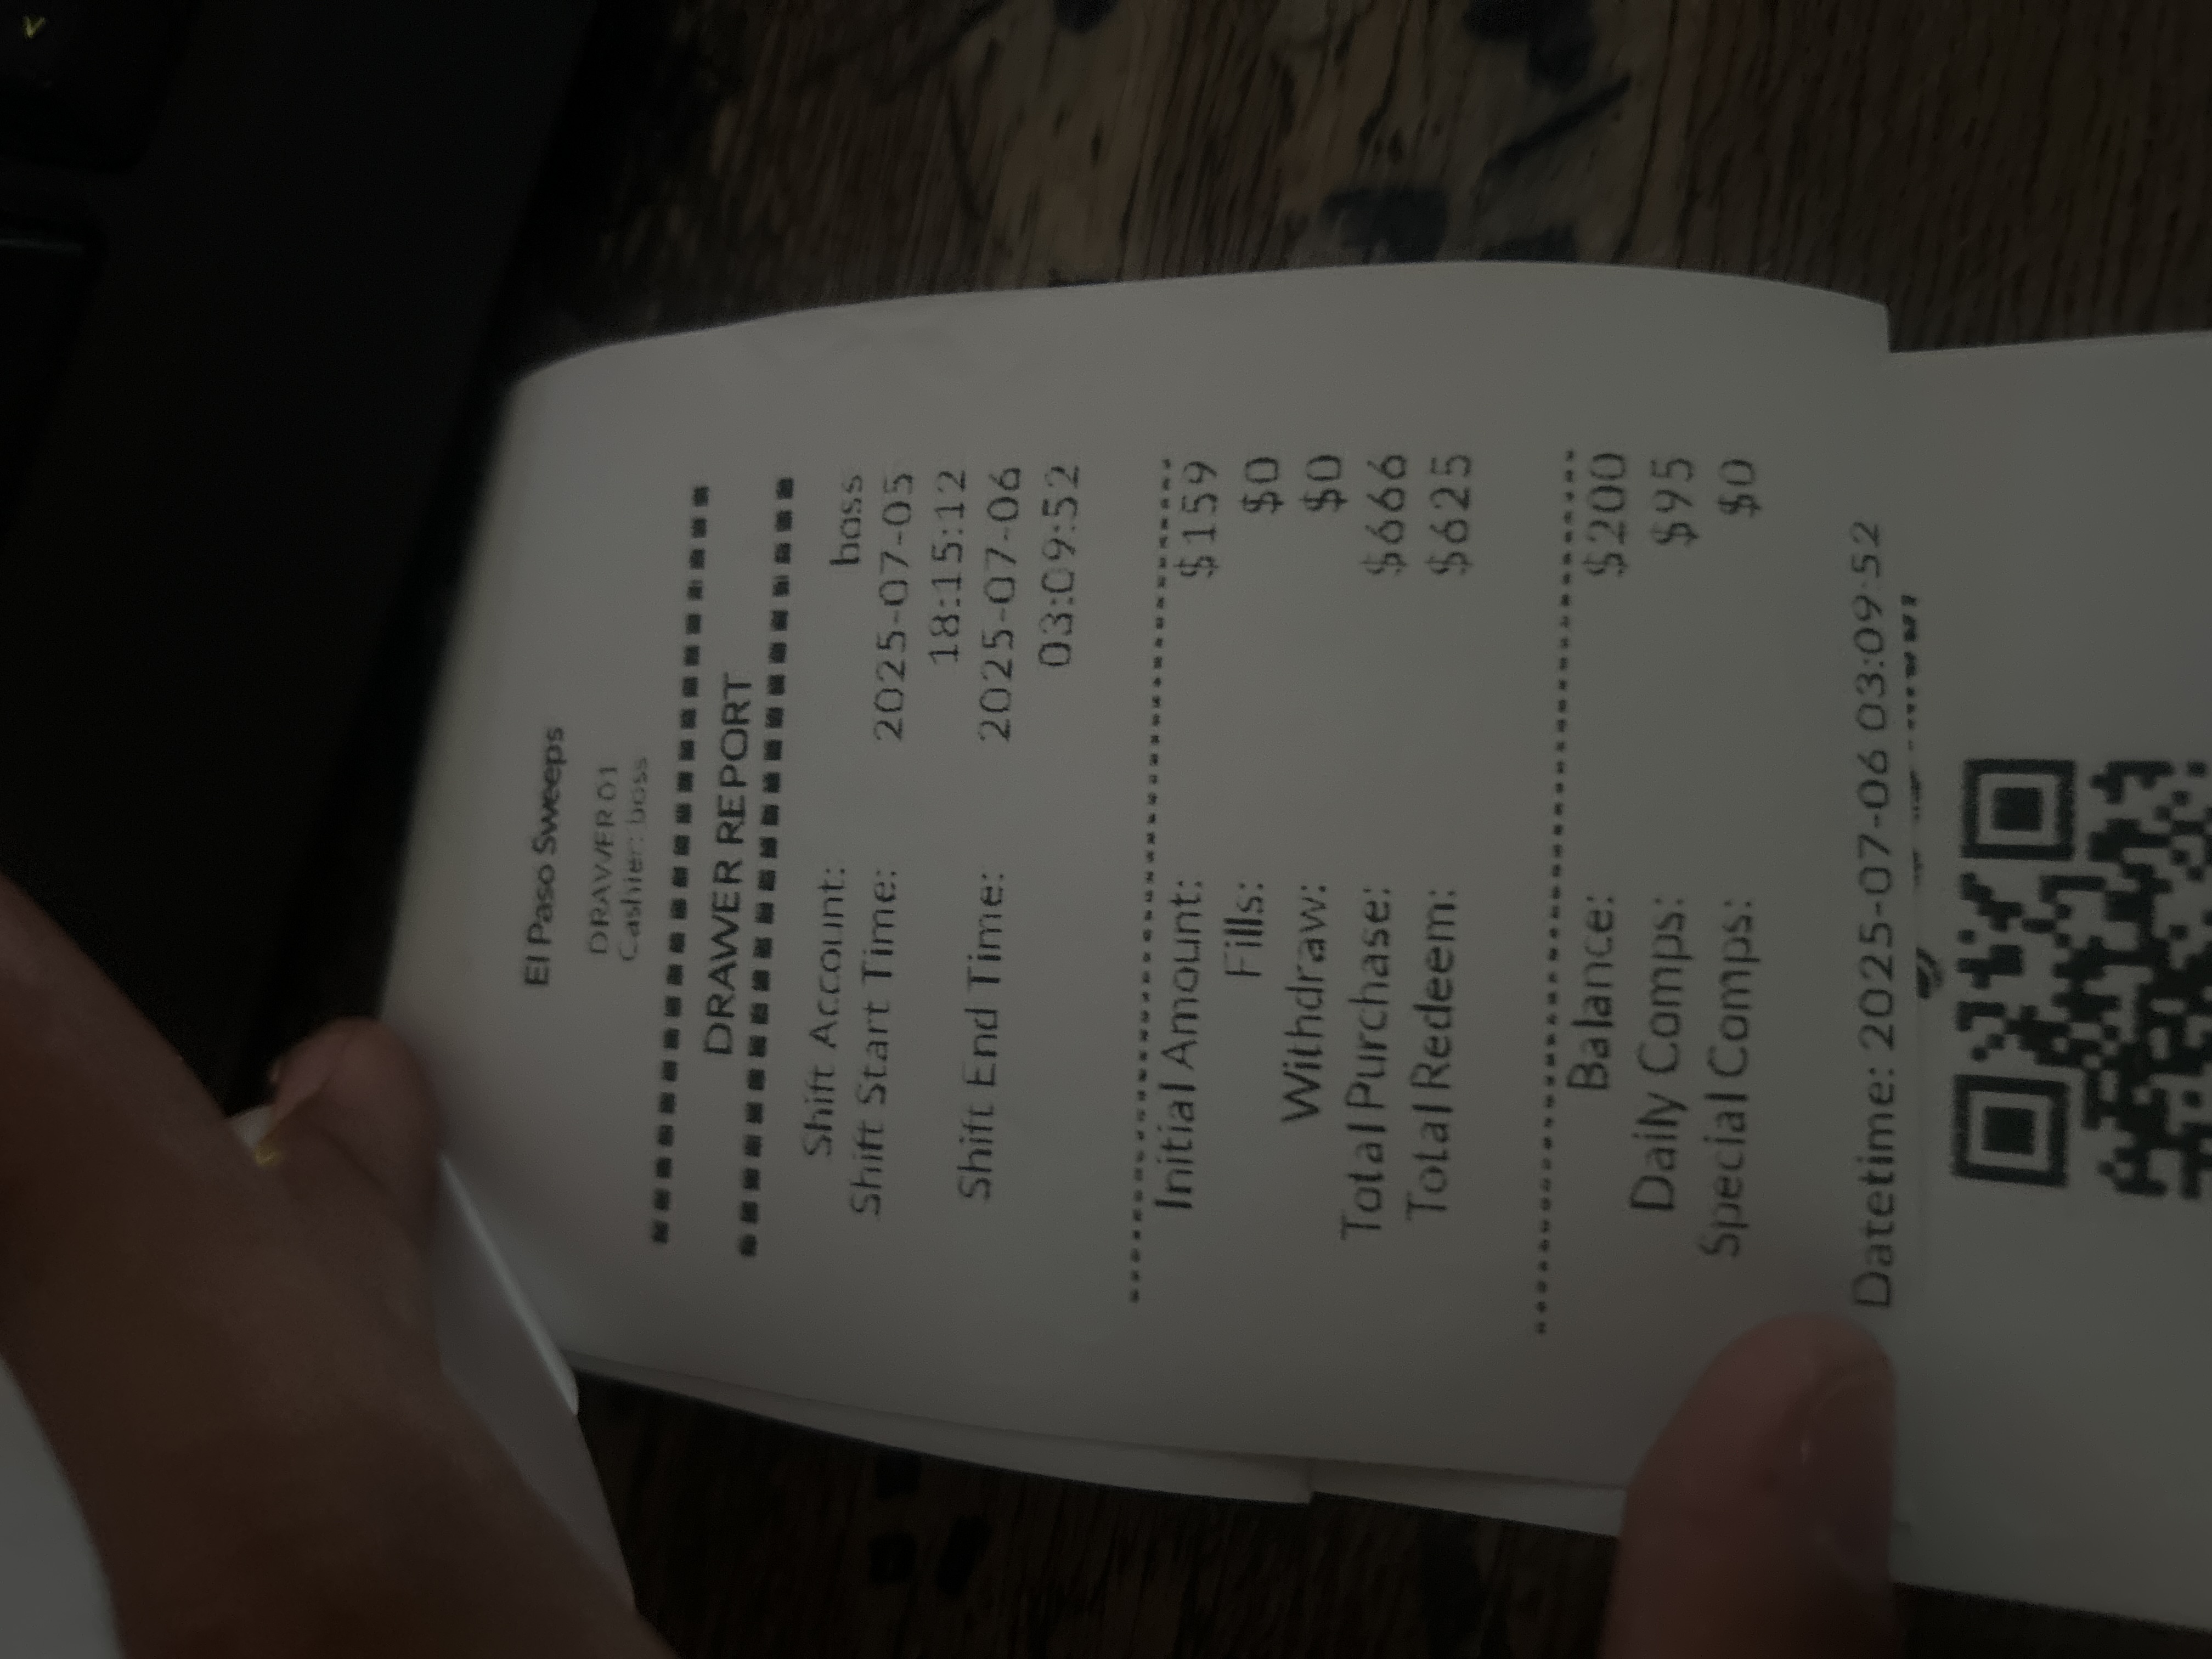 El Paso Sweeps
DRAWER 01
Cashier: boss
DRAWER REPORT
Shift Account: boss
Shift Start Time: 2025-07-05
18:15:12
Shift End Time: 2025-07-06
03:09:52
Initial Amount: $159
Fills: $0
Withdraw: $0
Total Purchase: $666
Total Redeem: $625
Balance: $200
Daily Comps: $95
Special Comps: $0
Datetime: 2025-07-06 03:09:52